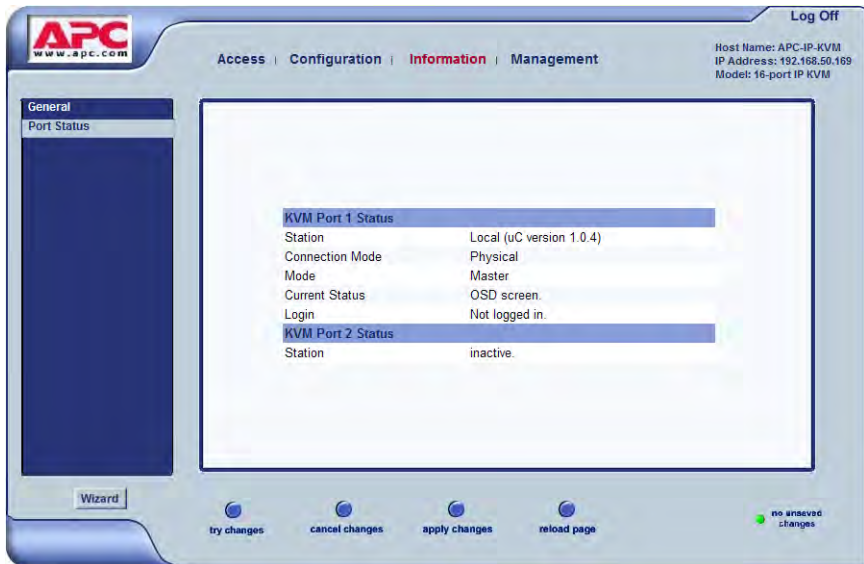 Log Off
APC
www.apc.com
Access | Configuration | Information | Management
Host Name: APC-IP-KVM
IP Address: 192.168.50.169
Model: 16-port IP KVM
General
Port Status
KVM Port 1 Status
Station Local (uC version 1.0.4)
Connection Mode Physical
Mode Master
Current Status OSD screen.
Login Not logged in.
KVM Port 2 Status
Station inactive.
Wizard
try changes
cancel changes
apply changes
reload page
no unsaved
changes